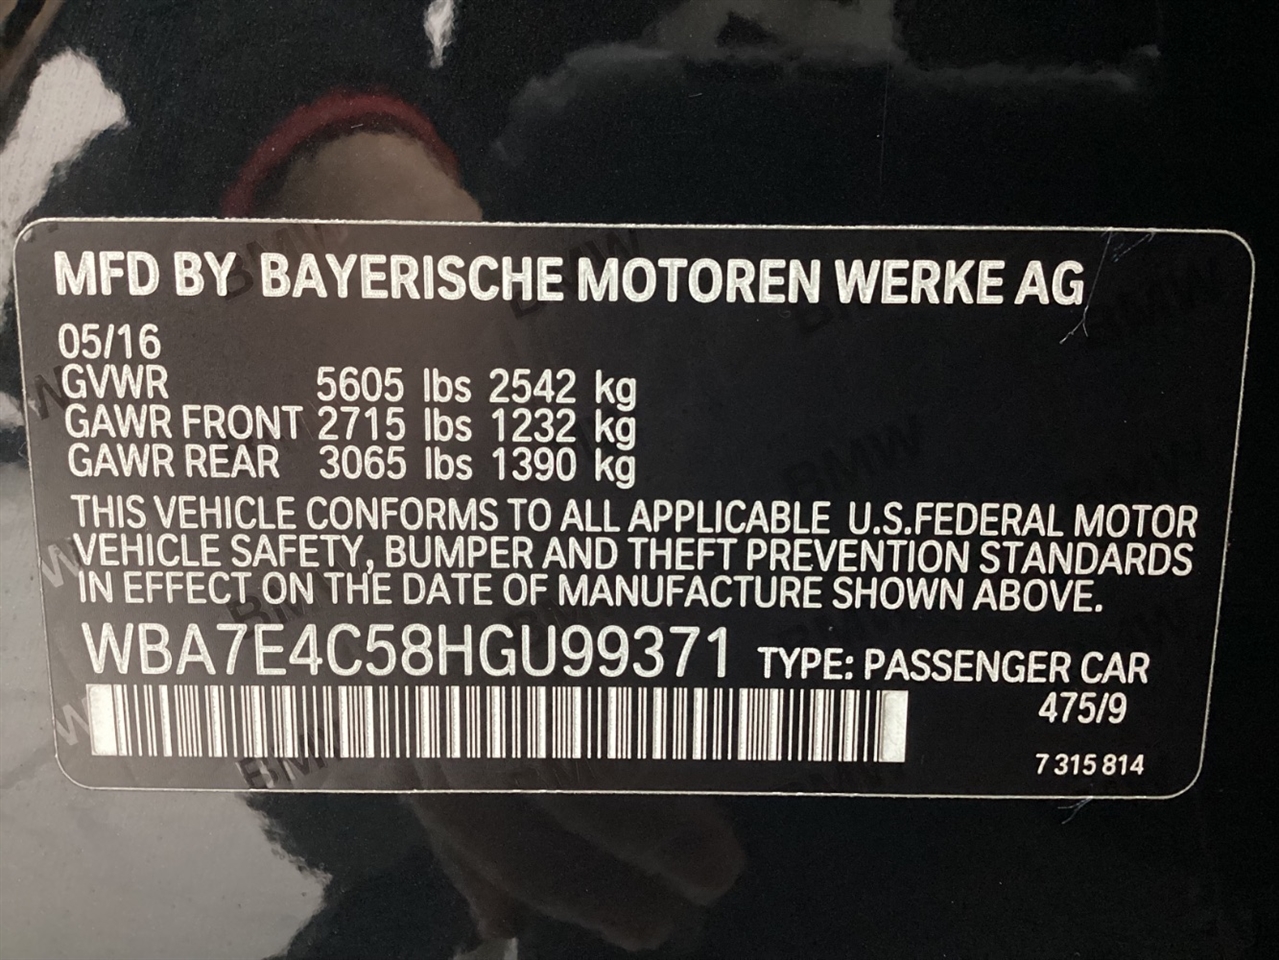 MFD BY BAYERISCHE MOTOREN WERKE AG
05/16
GVWR 5605 lbs 2542 kg
GAWR FRONT 2715 lbs 1232 kg
GAWR REAR 3065 lbs 1390 kg
THIS VEHICLE CONFORMS TO ALL APPLICABLE U.S.FEDERAL MOTOR
VEHICLE SAFETY, BUMPER AND THEFT PREVENTION STANDARDS
IN EFFECT ON THE DATE OF MANUFACTURE SHOWN ABOVE.
WBA7E4C58HGU99371 TYPE: PASSENGER CAR
475/9
7 315 814